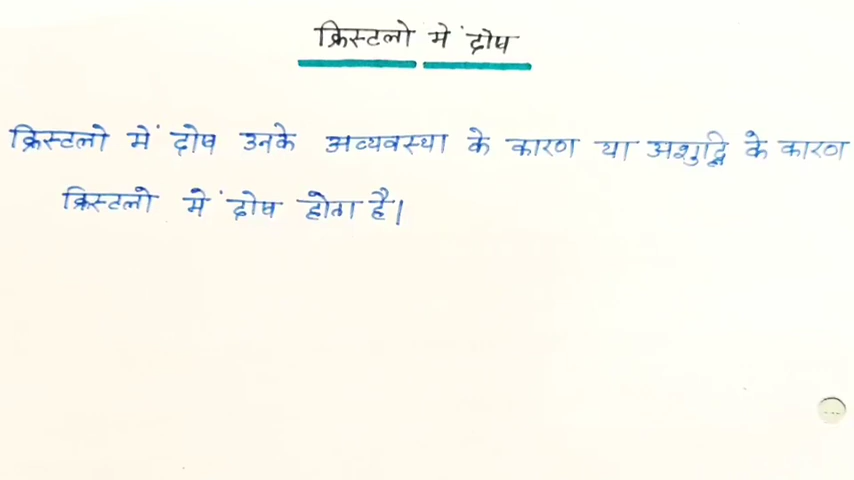 क्रिस्टलो में दोष
क्रिस्टलो में दोष उनके अव्यवस्था के कारण या अशुद्धि के कारण
क्रिस्टलो में दोष होता है।